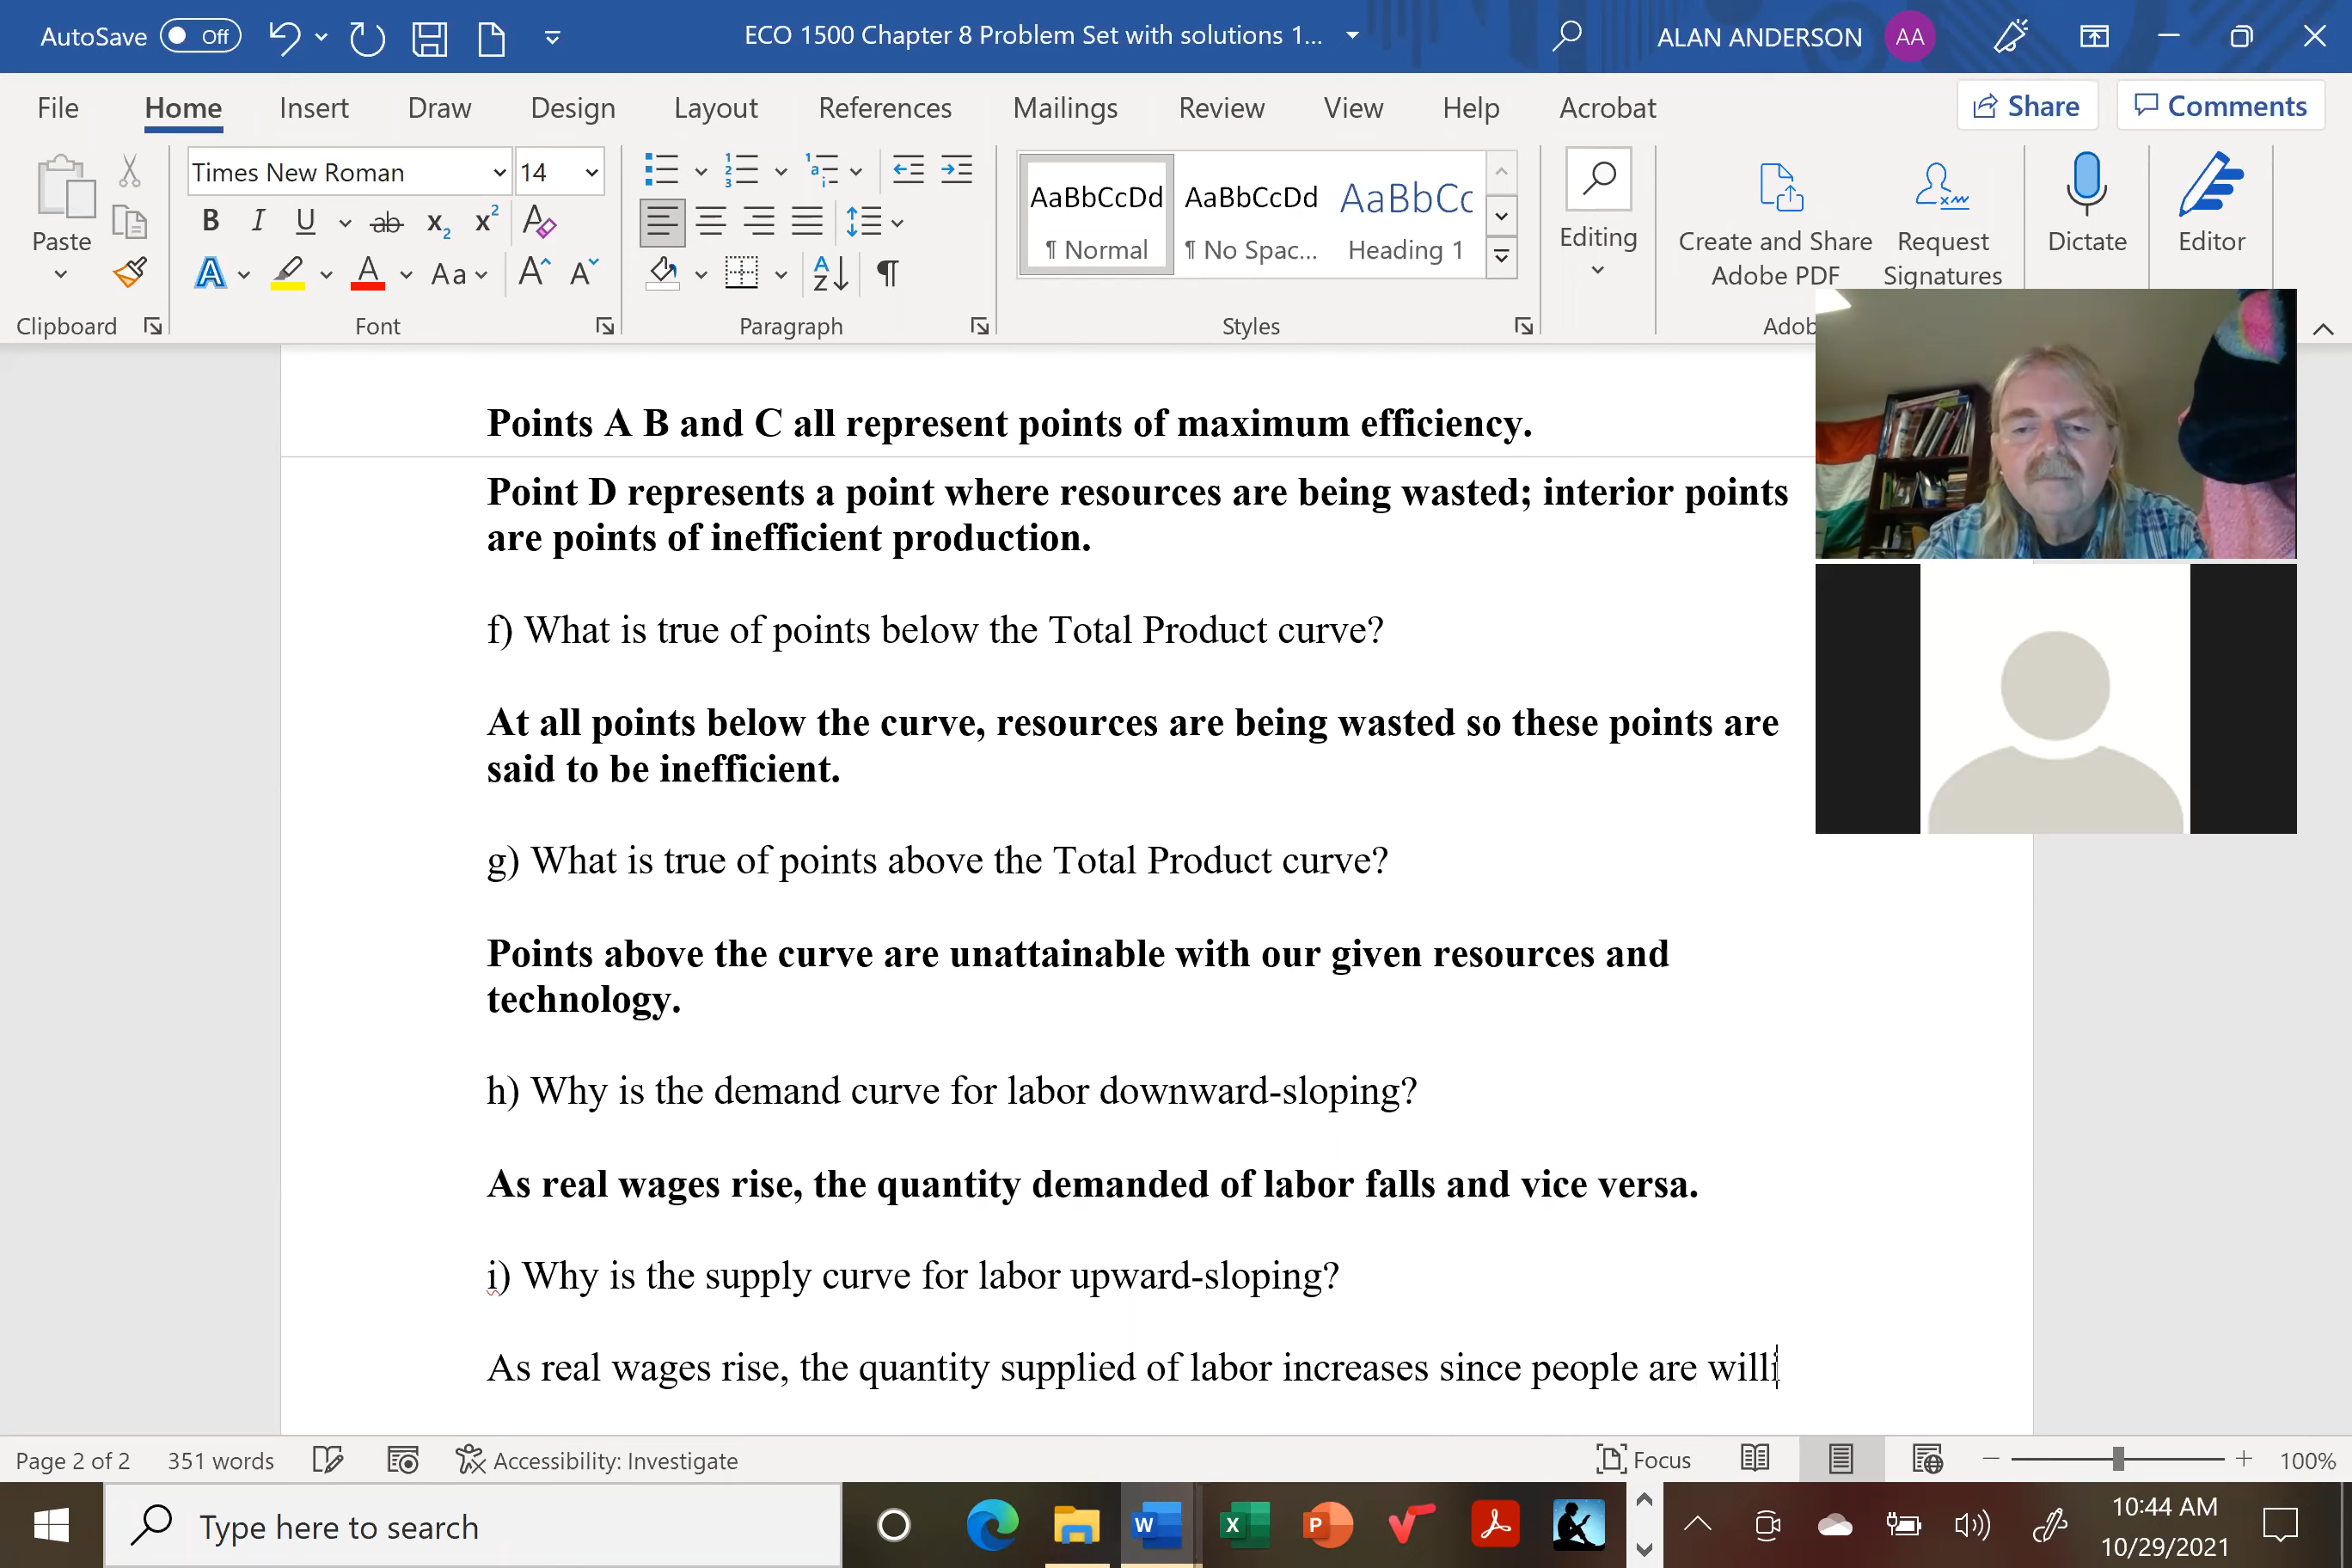 AutoSave Off ECO 1500 Chapter 8 Problem Set with solutions 1... ALAN ANDERSON AA
File Home Insert Draw Design Layout References Mailings Review View Help Acrobat Share Comments
Times New Roman 14
AaBbCcDd AaBbCcDd AaBbCc
¶ Normal ¶ No Spac... Heading 1
Paste
B I U ab x2 x2 A
A A Aa A A
A Z ¶
Editing
Create and Share Adobe PDF
Request Signatures
Dictate
Editor
Clipboard Font Paragraph Styles Adob
Points A B and C all represent points of maximum efficiency.
Point D represents a point where resources are being wasted; interior points
are points of inefficient production.
f) What is true of points below the Total Product curve?
At all points below the curve, resources are being wasted so these points are
said to be inefficient.
g) What is true of points above the Total Product curve?
Points above the curve are unattainable with our given resources and
technology.
h) Why is the demand curve for labor downward-sloping?
As real wages rise, the quantity demanded of labor falls and vice versa.
i) Why is the supply curve for labor upward-sloping?
As real wages rise, the quantity supplied of labor increases since people are willi
Page 2 of 2 351 words Accessibility: Investigate Focus 100%
Type here to search W X P 10:44 AM
10/29/2021